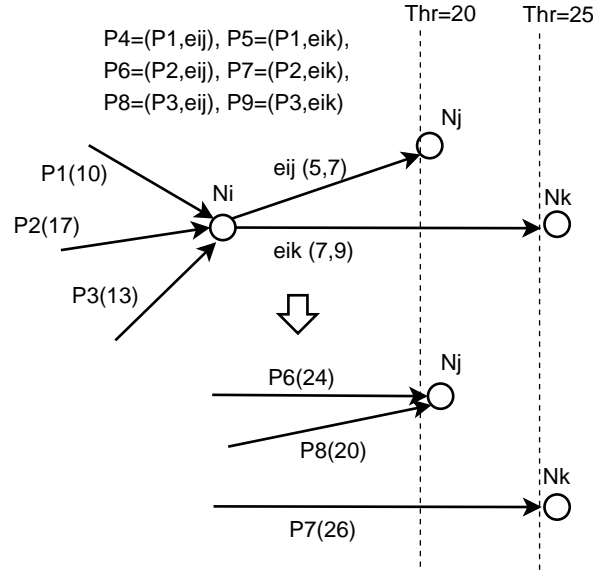 Thr=20 Thr=25
P4=(P1,eij), P5=(P1,eik),
P6=(P2,eij), P7=(P2,eik),
P8=(P3,eij), P9=(P3,eik)
Nj
P1(10)
eij (5,7)
Ni
Nk
P2(17)
eik (7,9)
P3(13)
Nj
P6(24)
P8(20)
Nk
P7(26)